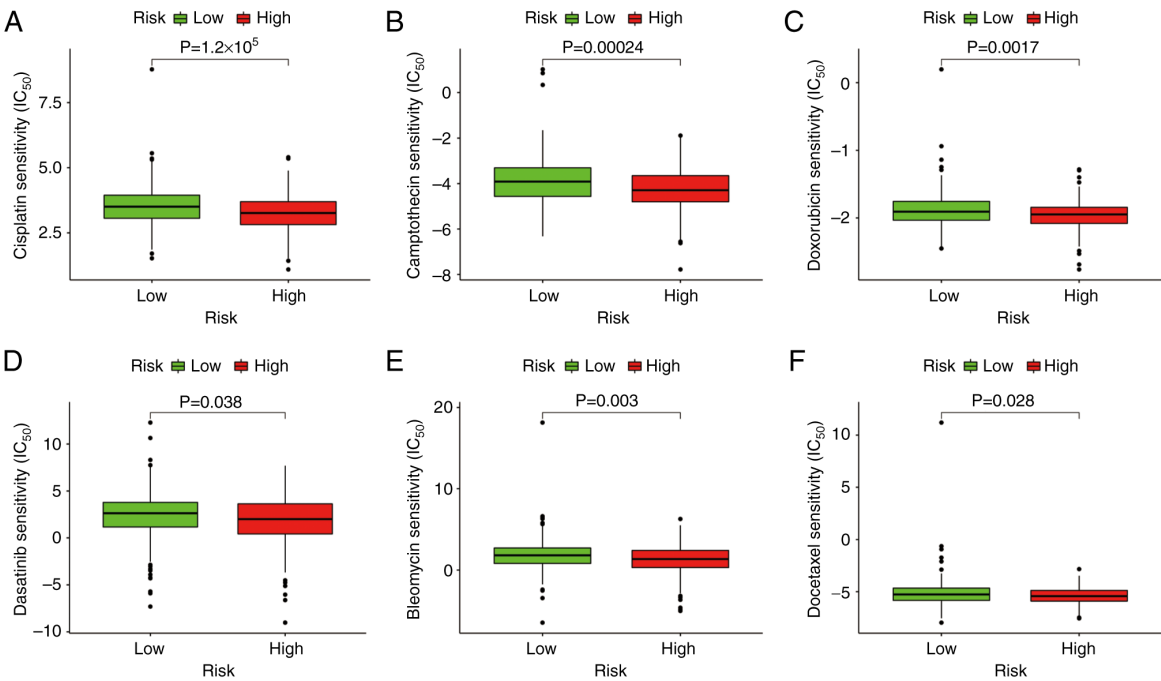 A
Risk Low High
P=1.2×10⁵
Cisplatin sensitivity (IC₅₀)
7.5
5.0
2.5
Low High
Risk
B
Risk Low High
P=0.00024
Camptothecin sensitivity (IC₅₀)
0
−2
−4
−6
−8
Low High
Risk
C
Risk Low High
P=0.0017
Doxorubicin sensitivity (IC₅₀)
0
−1
−2
Low High
Risk
D
Risk Low High
P=0.038
Dasatinib sensitivity (IC₅₀)
10
5
0
−5
−10
Low High
Risk
E
Risk Low High
P=0.003
Bleomycin sensitivity (IC₅₀)
20
10
0
Low High
Risk
F
Risk Low High
P=0.028
Docetaxel sensitivity (IC₅₀)
10
5
0
−5
Low High
Risk